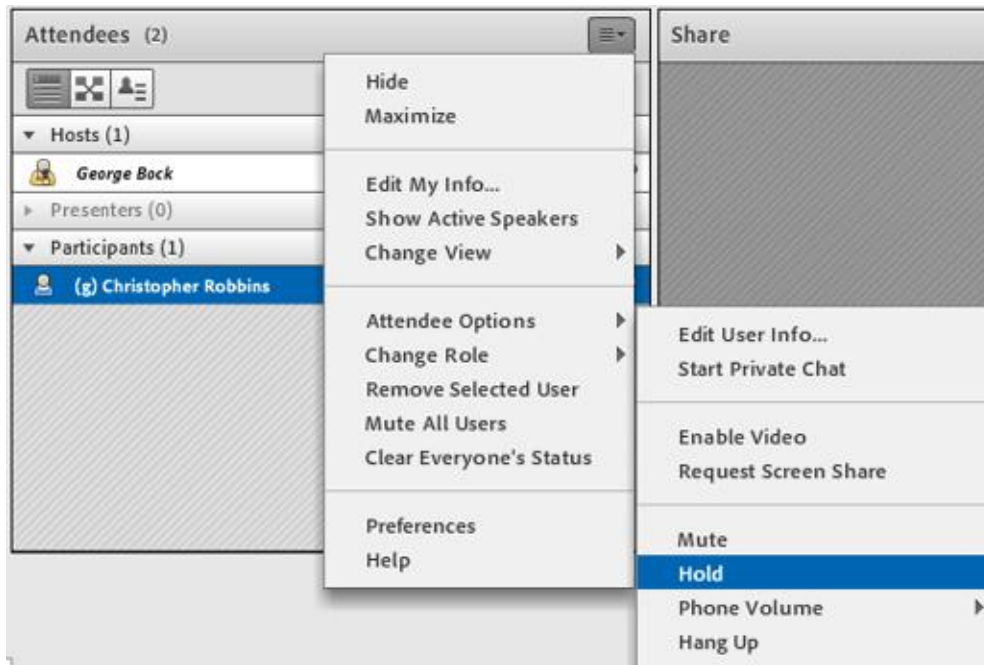 Attendees (2)
Share
Hosts (1)
George Bock
Presenters (0)
Participants (1)
(g) Christopher Robbins
Hide
Maximize
Edit My Info...
Show Active Speakers
Change View
Attendee Options
Change Role
Remove Selected User
Mute All Users
Clear Everyone's Status
Preferences
Help
Edit User Info...
Start Private Chat
Enable Video
Request Screen Share
Mute
Hold
Phone Volume
Hang Up